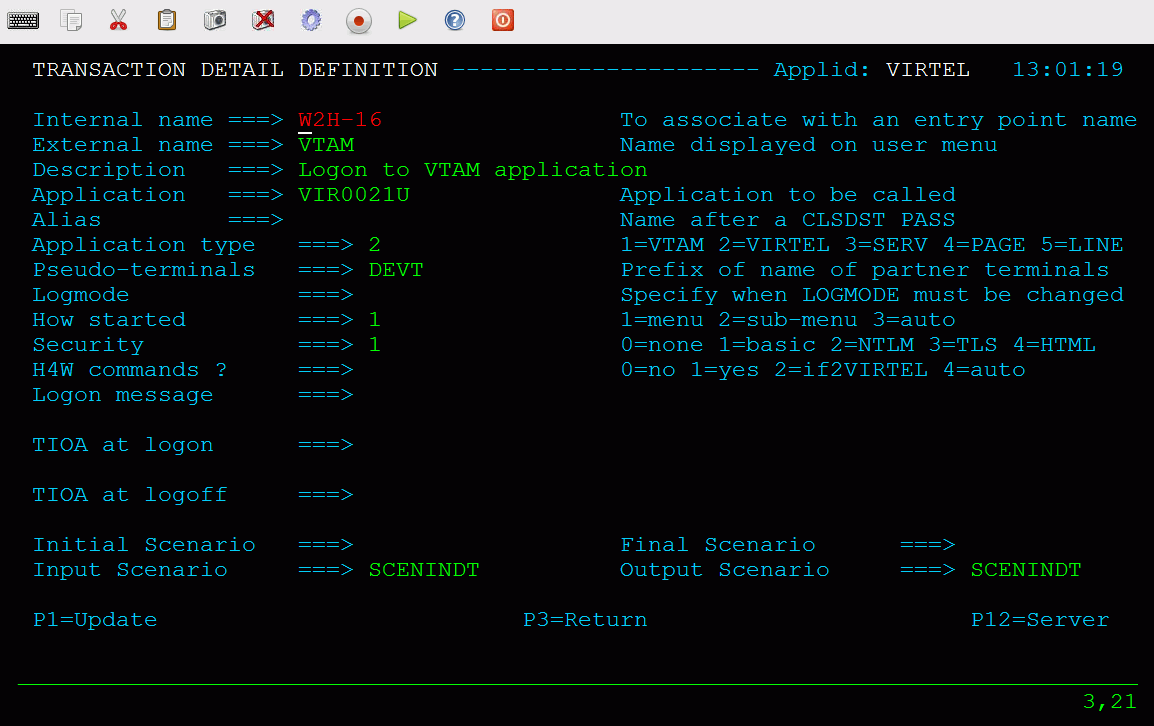 TRANSACTION DETAIL DEFINITION ---------------------- Applid: VIRTEL 13:01:19
Internal name ===> W2H-16 To associate with an entry point name
External name ===> VTAM Name displayed on user menu
Description ===> Logon to VTAM application
Application ===> VIR0021U Application to be called
Alias ===> Name after a CLSDST PASS
Application type ===> 2 1=VTAM 2=VIRTEL 3=SERV 4=PAGE 5=LINE
Pseudo-terminals ===> DEVT Prefix of name of partner terminals
Logmode ===> Specify when LOGMODE must be changed
How started ===> 1 1=menu 2=sub-menu 3=auto
Security ===> 1 0=none 1=basic 2=NTLM 3=TLS 4=HTML
H4W commands ? ===> 0=no 1=yes 2=if2VIRTEL 4=auto
Logon message ===>
TIOA at logon ===>
TIOA at logoff ===>
Initial Scenario ===> Final Scenario ===>
Input Scenario ===> SCENINDT Output Scenario ===> SCENINDT
P1=Update P3=Return P12=Server
3,21